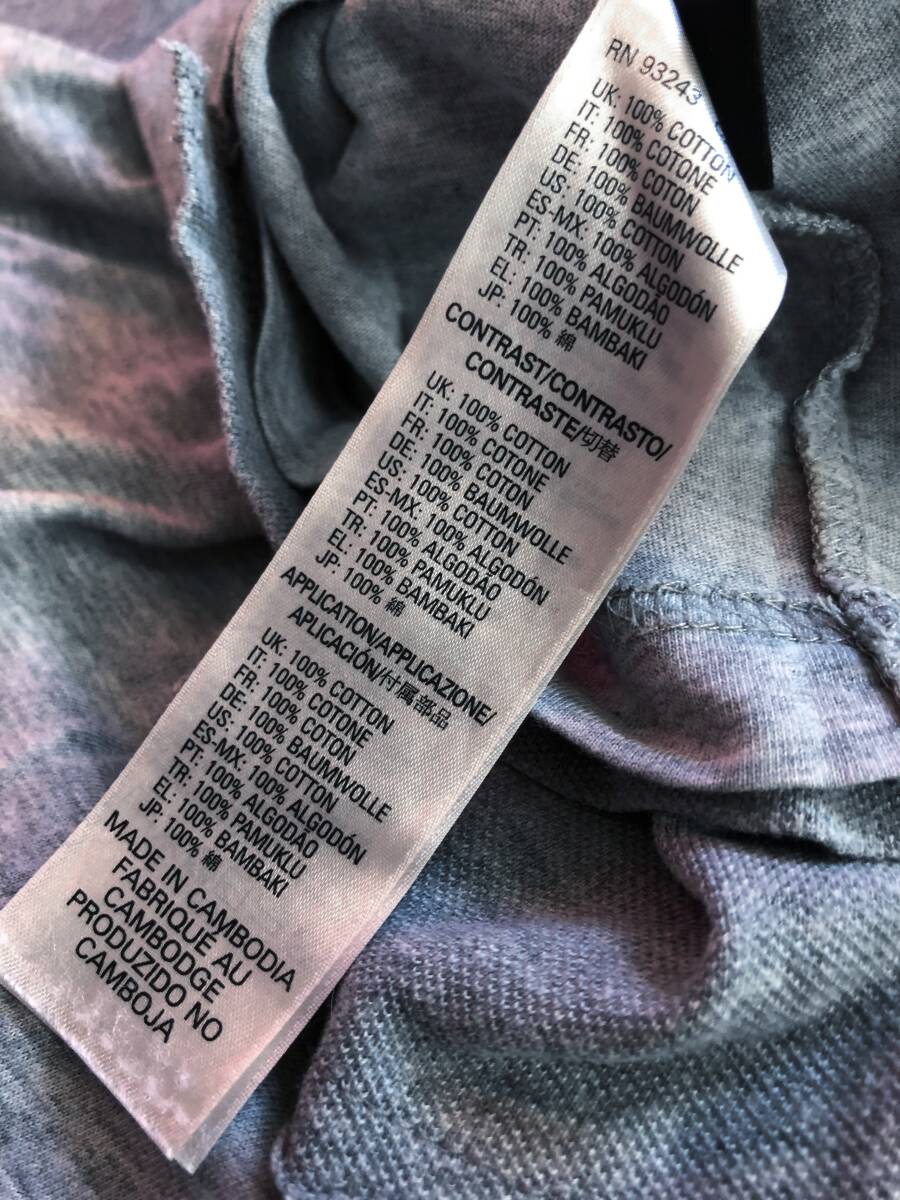 RN 93243
UK: 100% COTTON
IT: 100% COTONE
FR: 100% COTON
DE: 100% BAUMWOLLE
US: 100% COTTON
ES-MX: 100% ALGODÓN
PT: 100% ALGODÃO
TR: 100% PAMUKLU
EL: 100% BAMBAKI
JP: 100% 綿
CONTRAST/CONTRASTO/
CONTRASTE/切替
UK: 100% COTTON
IT: 100% COTONE
FR: 100% COTON
DE: 100% BAUMWOLLE
US: 100% COTTON
ES-MX: 100% ALGODÓN
PT: 100% ALGODÃO
TR: 100% PAMUKLU
EL: 100% BAMBAKI
JP: 100% 綿
APPLICATION/APPLICAZIONE/
APLICACIÓN/付属部品
UK: 100% COTTON
IT: 100% COTONE
FR: 100% COTON
DE: 100% BAUMWOLLE
US: 100% COTTON
ES-MX: 100% ALGODÓN
PT: 100% ALGODÃO
TR: 100% PAMUKLU
EL: 100% BAMBAKI
JP: 100% 綿
MADE IN CAMBODIA
FABRIQUE AU
CAMBODGE
PRODUZIDO NO
CAMBOJA